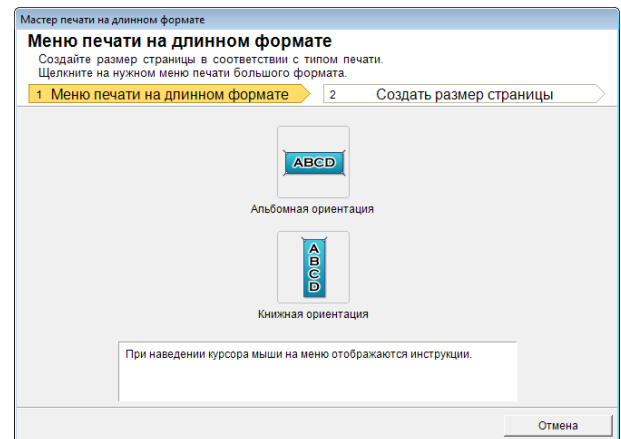 Мастер печати на длинном формате
Меню печати на длинном формате
Создайте размер страницы в соответствии с типом печати.
Щелкните на нужном меню печати большого формата.
1 Меню печати на длинном формате 2 Создать размер страницы
ABCD
Альбомная ориентация
A
B
C
D
Книжная ориентация
При наведении курсора мыши на меню отображаются инструкции.
Отмена